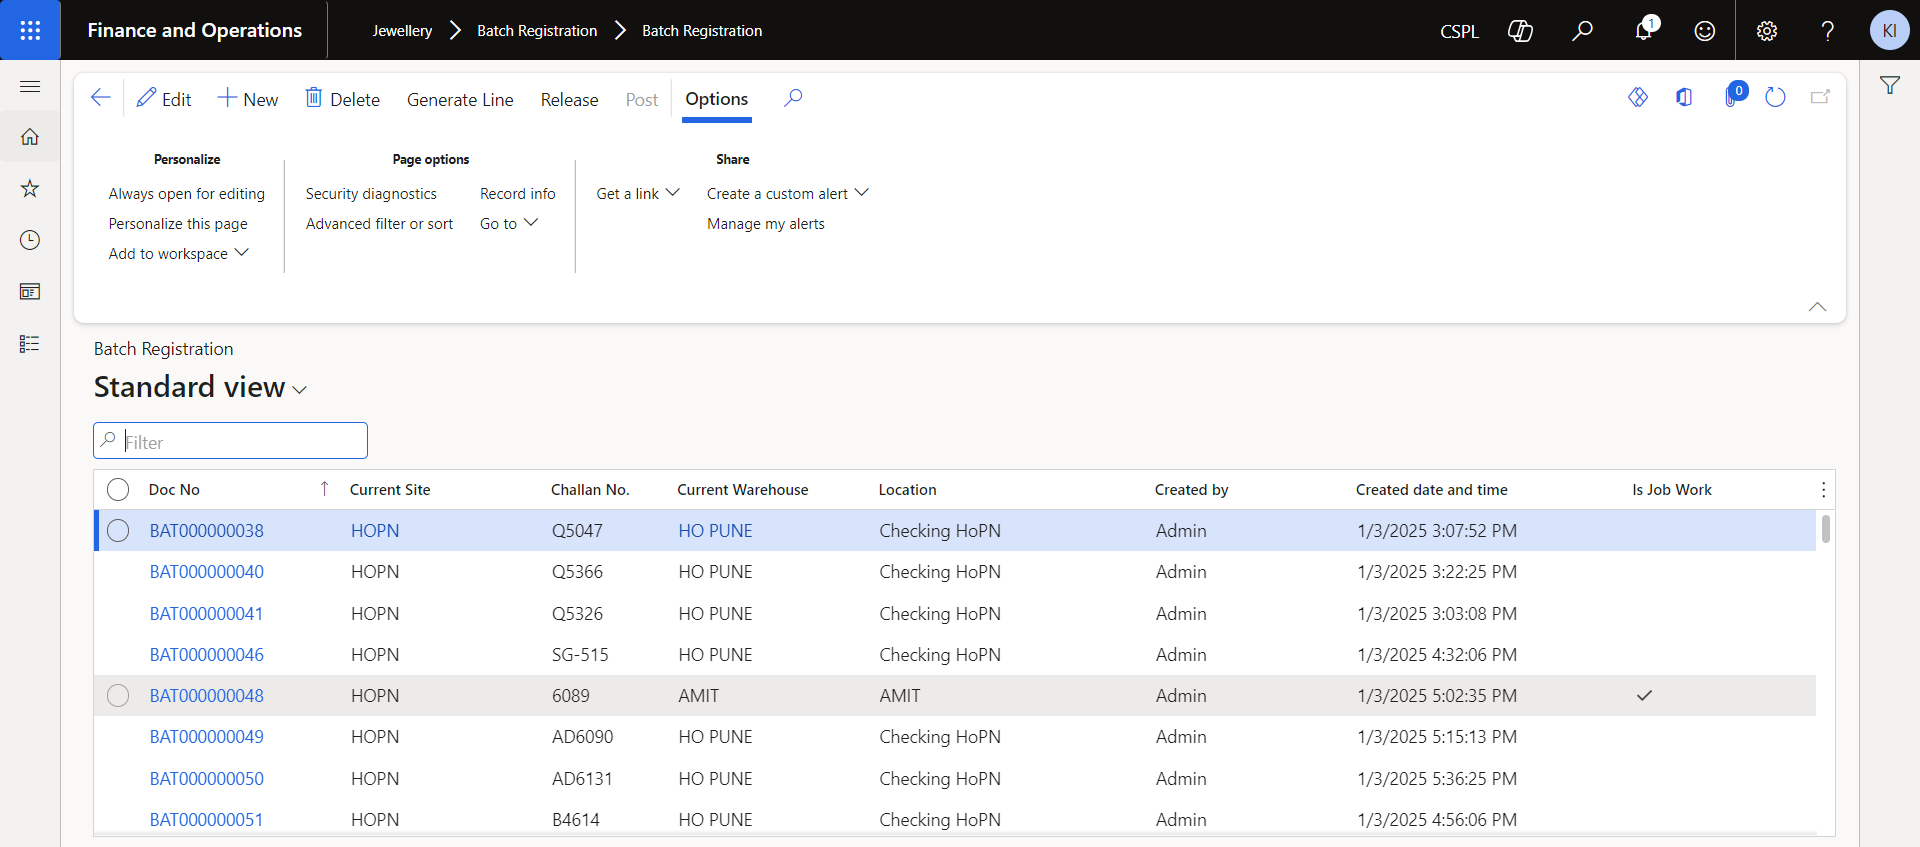 Finance and Operations
Jewellery Batch Registration Batch Registration
CSPL 1 ? KI
Edit New Delete Generate Line Release Post Options 0
Personalize
Always open for editing
Personalize this page
Add to workspace
Page options
Security diagnostics Record info
Advanced filter or sort Go to
Share
Get a link Create a custom alert
Manage my alerts
Batch Registration
Standard view
Filter
Doc No Current Site Challan No. Current Warehouse Location Created by Created date and time Is Job Work
BAT000000038 HOPN Q5047 HO PUNE Checking HoPN Admin 1/3/2025 3:07:52 PM
BAT000000040 HOPN Q5366 HO PUNE Checking HoPN Admin 1/3/2025 3:22:25 PM
BAT000000041 HOPN Q5326 HO PUNE Checking HoPN Admin 1/3/2025 3:03:08 PM
BAT000000046 HOPN SG-515 HO PUNE Checking HoPN Admin 1/3/2025 4:32:06 PM
BAT000000048 HOPN 6089 AMIT AMIT Admin 1/3/2025 5:02:35 PM
BAT000000049 HOPN AD6090 HO PUNE Checking HoPN Admin 1/3/2025 5:15:13 PM
BAT000000050 HOPN AD6131 HO PUNE Checking HoPN Admin 1/3/2025 5:36:25 PM
BAT000000051 HOPN B4614 HO PUNE Checking HoPN Admin 1/3/2025 4:56:06 PM